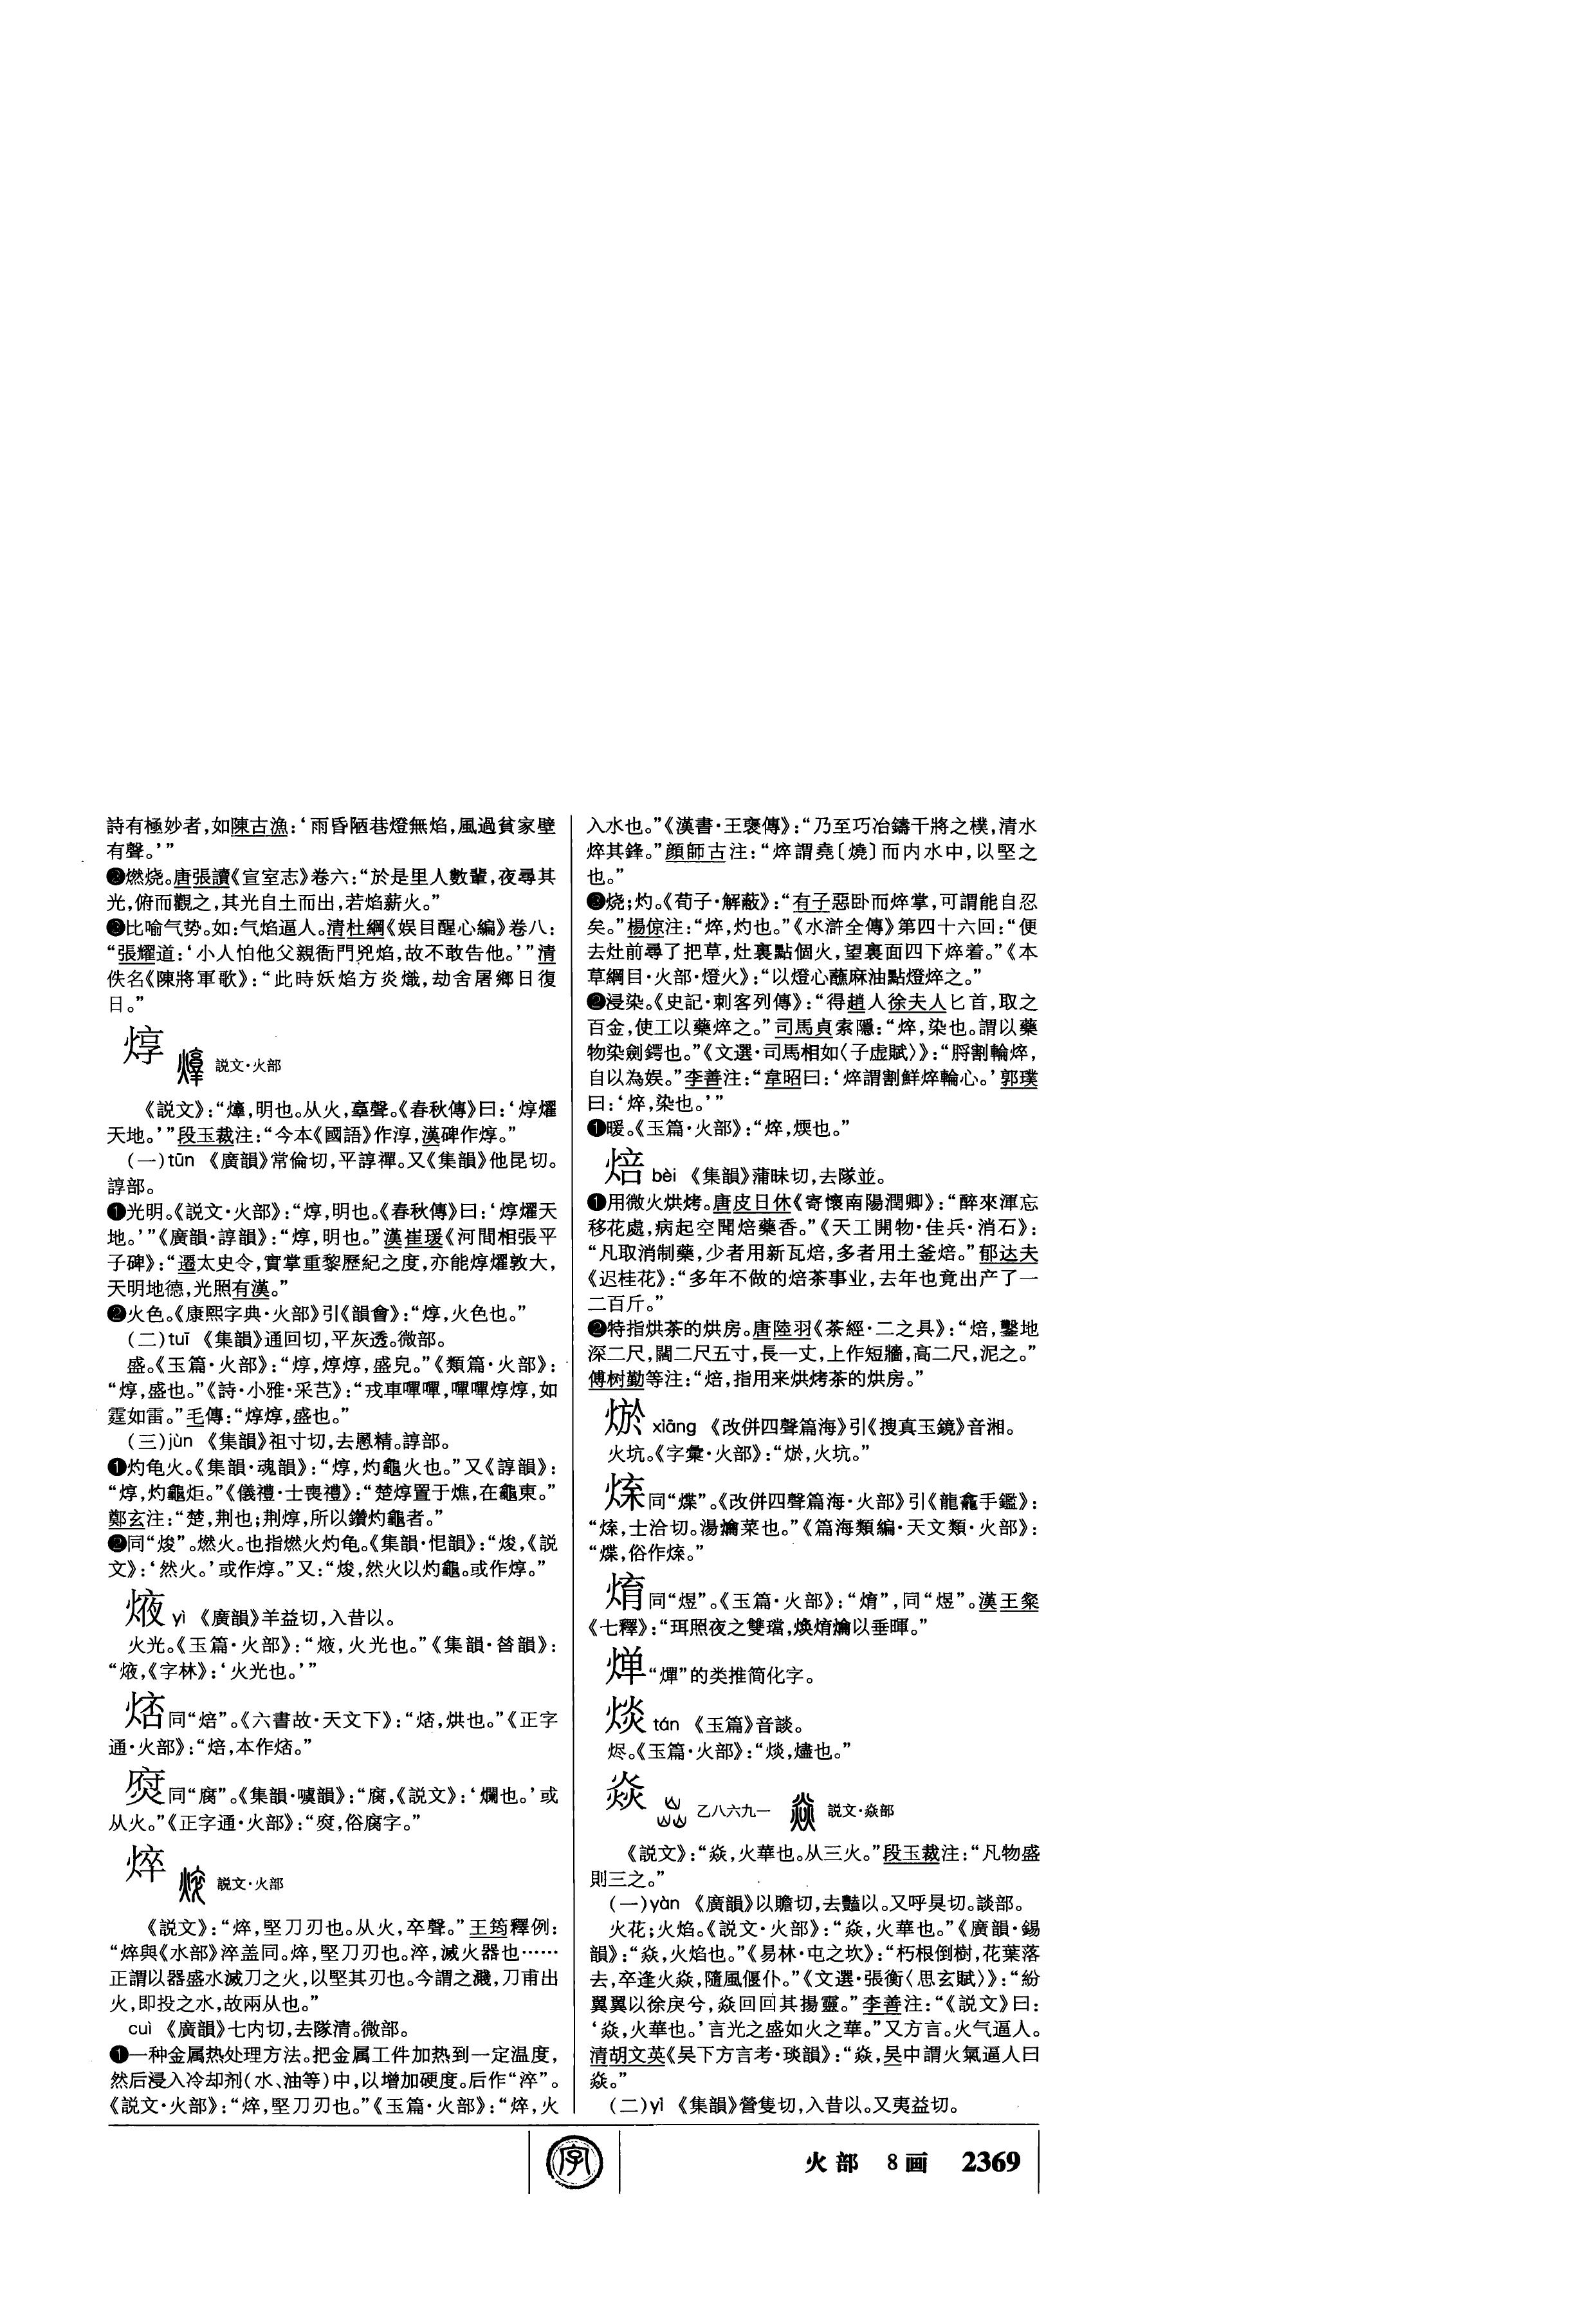 詩有極妙者，如陳古漁：‘雨昏陋巷燈無焰，風過貧家壁
有聲。’”
❷燃烧。唐張讀《宣室志》卷六：“於是里人數輩，夜尋其
光，俯而觀之，其光自土而出，若焰薪火。”
❸比喻气势。如：气焰逼人。清杜綱《娱目醒心編》卷八：
“張耀道：‘小人怕他父親衙門兇焰，故不敢告他。’”清
佚名《陳將軍歌》：“此時妖焰方炎熾，劫舍屠鄉日復
日。”
焞 説文·火部
《説文》：“燉，明也。从火，𦎫聲。《春秋傳》曰：‘焞燿
天地。’”段玉裁注：“今本《國語》作淳，漢碑作焞。”
（一）tūn 《廣韻》常倫切，平諄禪。又《集韻》他昆切。
諄部。
❶光明。《説文·火部》：“焞，明也。《春秋傳》曰：‘焞燿天
地。’”《廣韻·諄韻》：“焞，明也。”漢崔瑗《河間相張平
子碑》：“遷太史令，實掌重黎歷紀之度，亦能焞燿敦大，
天明地德，光照有漢。”
❷火色。《康熙字典·火部》引《韻會》：“焞，火色也。”
（二）tuī 《集韻》通回切，平灰透。微部。
盛。《玉篇·火部》：“焞，焞焞，盛皃。”《類篇·火部》：
“焞，盛也。”《詩·小雅·采芑》：“戎車嘽嘽，嘽嘽焞焞，如
霆如雷。”毛傳：“焞焞，盛也。”
（三）jùn 《集韻》祖寸切，去慁精。諄部。
❶灼龟火。《集韻·魂韻》：“焞，灼龜火也。”又《諄韻》：
“焞，灼龜炬。”《儀禮·士喪禮》：“楚焞置于燋，在龜東。”
鄭玄注：“楚，荆也；荆焞，所以鑽灼龜者。”
❷同“焌”。燃火。也指燃火灼龟。《集韻·恨韻》：“焌，《説
文》：‘然火。’或作焞。”又：“焌，然火以灼龜。或作焞。”
焲 yì 《廣韻》羊益切，入昔以。
火光。《玉篇·火部》：“焲，火光也。”《集韻·昝韻》：
“焲，《字林》：‘火光也。’”
㷛同“焙”。《六書故·天文下》：“㷛，烘也。”《正字
通·火部》：“焙，本作㷛。”
㷈同“腐”。《集韻·噳韻》：“腐，《説文》：‘爛也。’或
从火。”《正字通·火部》：“㷈，俗腐字。”
焠 説文·火部
《説文》：“焠，堅刀刃也。从火，卒聲。”王筠釋例：
“焠與《水部》淬盖同。焠，堅刀刃也。淬，滅火器也……
正謂以器盛水滅刀之火，以堅其刃也。今謂之濺，刀甫出
火，即投之水，故兩从也。”
cuì 《廣韻》七内切，去隊清。微部。
❶一种金属热处理方法。把金属工件加热到一定温度，
然后浸入冷却剂（水、油等）中，以增加硬度。后作“淬”。
《説文·火部》：“焠，堅刀刃也。”《玉篇·火部》：“焠，火
入水也。”《漢書·王褒傳》：“乃至巧冶鑄干將之樸，清水
焠其鋒。”顔師古注：“焠謂堯〔燒〕而内水中，以堅之
也。”
❷烧；灼。《荀子·解蔽》：“有子惡卧而焠掌，可謂能自忍
矣。”楊倞注：“焠，灼也。”《水滸全傳》第四十六回：“便
去灶前尋了把草，灶裏點個火，望裏面四下焠着。”《本
草綱目·火部·燈火》：“以燈心蘸麻油點燈焠之。”
❷浸染。《史記·刺客列傳》：“得趙人徐夫人匕首，取之
百金，使工以藥焠之。”司馬貞索隱：“焠，染也。謂以藥
物染劍鍔也。”《文選·司馬相如〈子虚賦〉》：“脟割輪焠，
自以為娱。”李善注：“韋昭曰：‘焠謂割鮮焠輪心。’郭璞
曰：‘焠，染也。’”
❶暖。《玉篇·火部》：“焠，煗也。”
焙 bèi 《集韻》蒲昧切，去隊並。
❶用微火烘烤。唐皮日休《寄懷南陽潤卿》：“醉來渾忘
移花處，病起空聞焙藥香。”《天工開物·佳兵·消石》：
“凡取消制藥，少者用新瓦焙，多者用土釜焙。”郁达夫
《迟桂花》：“多年不做的焙茶事业，去年也竟出产了一
二百斤。”
❷特指烘茶的烘房。唐陸羽《茶經·二之具》：“焙，鑿地
深二尺，闊二尺五寸，長一丈，上作短牆，高二尺，泥之。”
傅树勤等注：“焙，指用来烘烤茶的烘房。”
㶽 xiāng 《改併四聲篇海》引《搜真玉鏡》音湘。
火坑。《字彙·火部》：“㶽，火坑。”
同“煠”。《改併四聲篇海·火部》引《龍龕手鑑》：
“，士洽切。湯爚菜也。”《篇海類編·天文類·火部》：
“煠，俗作。”
焴同“煜”。《玉篇·火部》：“焴”，同“煜”。漢王粲
《七釋》：“珥照夜之雙璫，焕焴爚以垂暉。”
𬊤“燀”的类推简化字。
㷋 tán 《玉篇》音談。
烬。《玉篇·火部》：“㷋，燼也。”
焱 乙八六九一 説文·焱部
《説文》：“焱，火華也。从三火。”段玉裁注：“凡物盛
則三之。”
（一）yàn 《廣韻》以贍切，去豔以。又呼昊切。談部。
火花；火焰。《説文·火部》：“焱，火華也。”《廣韻·錫
韻》：“焱，火焰也。”《易林·屯之坎》：“朽根倒樹，花葉落
去，卒逢火焱，隨風偃仆。”《文選·張衡〈思玄賦〉》：“紛
翼翼以徐戾兮，焱回回其揚靈。”李善注：“《説文》曰：
‘焱，火華也。’言光之盛如火之華。”又方言。火气逼人。
清胡文英《吴下方言考·琰韻》：“焱，吴中謂火氣逼人曰
焱。”
（二）yì 《集韻》營隻切，入昔以。又夷益切。
字
火部 8画 2369